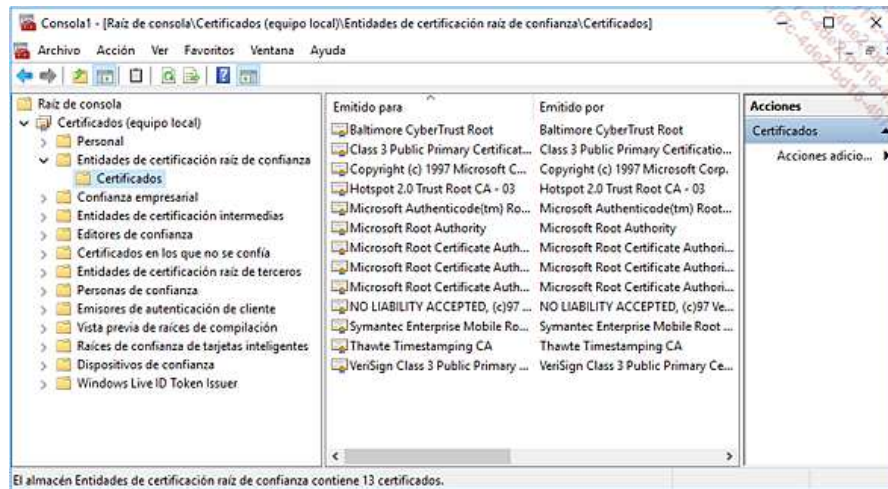 Console1 - [Raíz de consola\Certificados (equipo local)\Entidades de certificación raíz de confianza\Certificados]
Archivo Acción Ver Favoritos Ventana Ayuda
Raíz de consola
Certificados (equipo local)
Personal
Entidades de certificación raíz de confianza
Certificados
Confianza empresarial
Entidades de certificación intermedias
Editores de confianza
Certificados en los que no se confía
Entidades de certificación raíz de terceros
Personas de confianza
Emisores de autenticación de cliente
Vista previa de raíces de compilación
Raíces de confianza de tarjetas inteligentes
Dispositivos de confianza
Windows Live ID Token Issuer
Emitido para Emitido por
Baltimore CyberTrust Root Baltimore CyberTrust Root
Class 3 Public Primary Certificat... Class 3 Public Primary Certificatio...
Copyright (c) 1997 Microsoft C... Copyright (c) 1997 Microsoft Corp.
Hotspot 2.0 Trust Root CA - 03 Hotspot 2.0 Trust Root CA - 03
Microsoft Authenticode(tm) Ro... Microsoft Authenticode(tm) Root...
Microsoft Root Authority Microsoft Root Authority
Microsoft Root Certificate Auth... Microsoft Root Certificate Authori...
Microsoft Root Certificate Auth... Microsoft Root Certificate Authori...
Microsoft Root Certificate Auth... Microsoft Root Certificate Authori...
NO LIABILITY ACCEPTED, (c)97 ... NO LIABILITY ACCEPTED, (c)97 Ve...
Symantec Enterprise Mobile Ro... Symantec Enterprise Mobile Root ...
Thawte Timestamping CA Thawte Timestamping CA
VeriSign Class 3 Public Primary ... VeriSign Class 3 Public Primary Ce...
Acciones
Certificados
Acciones adicio...
El almacén Entidades de certificación raíz de confianza contiene 13 certificados.